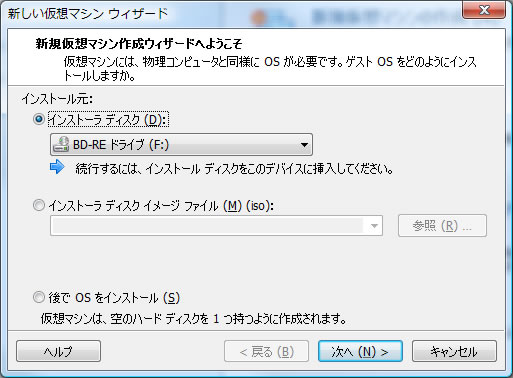 新しい仮想マシン ウィザード
新規仮想マシン作成ウィザードへようこそ
仮想マシンには、物理コンピュータと同様に OS が必要です。ゲスト OS をどのようにインス
トールしますか。
インストール元:
インストーラ ディスク (D):
BD-RE ドライブ (F:)
続行するには、インストール ディスクをこのデバイスに挿入してください。
インストーラ ディスク イメージ ファイル (M) (iso):
参照 (R) ...
後で OS をインストール (S)
仮想マシンは、空のハード ディスクを 1 つ持つように作成されます。
ヘルプ
< 戻る (B)
次へ (N) >
キャンセル